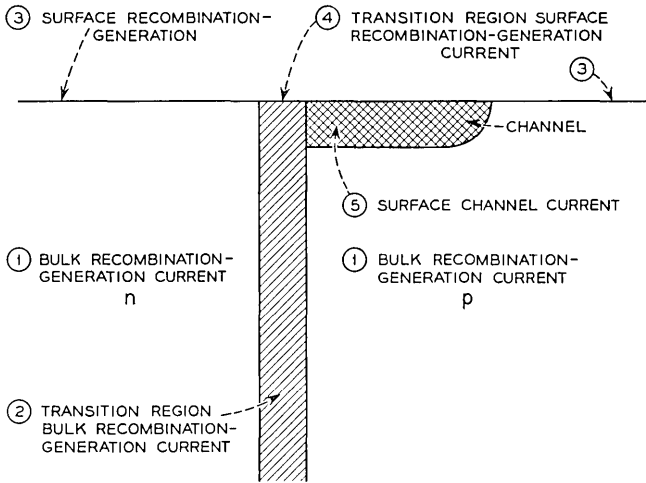 ③ SURFACE RECOMBINATION-
GENERATION
④ TRANSITION REGION SURFACE
RECOMBINATION-GENERATION
CURRENT
③
CHANNEL
⑤ SURFACE CHANNEL CURRENT
① BULK RECOMBINATION-
GENERATION CURRENT
n
① BULK RECOMBINATION-
GENERATION CURRENT
p
② TRANSITION REGION
BULK RECOMBINATION-
GENERATION CURRENT